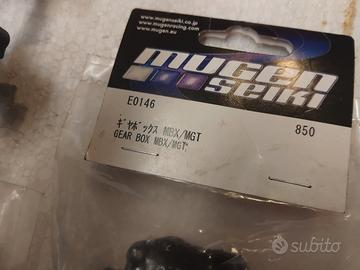 www.mugenseiki.co.jp
www.mugenracing.com
www.mugen.eu
mugen
SEIKI
E0146
ギヤボックス MBX/MGT
850
GEAR BOX MBX/MGT
subito